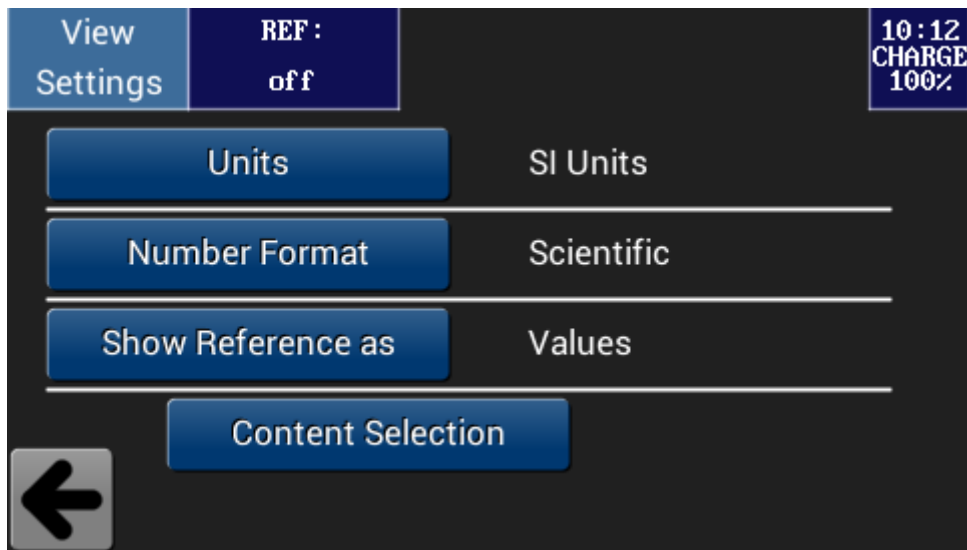 View
Settings
REF:
off
10:12
CHARGE
100%
Units
SI Units
Number Format
Scientific
Show Reference as
Values
Content Selection